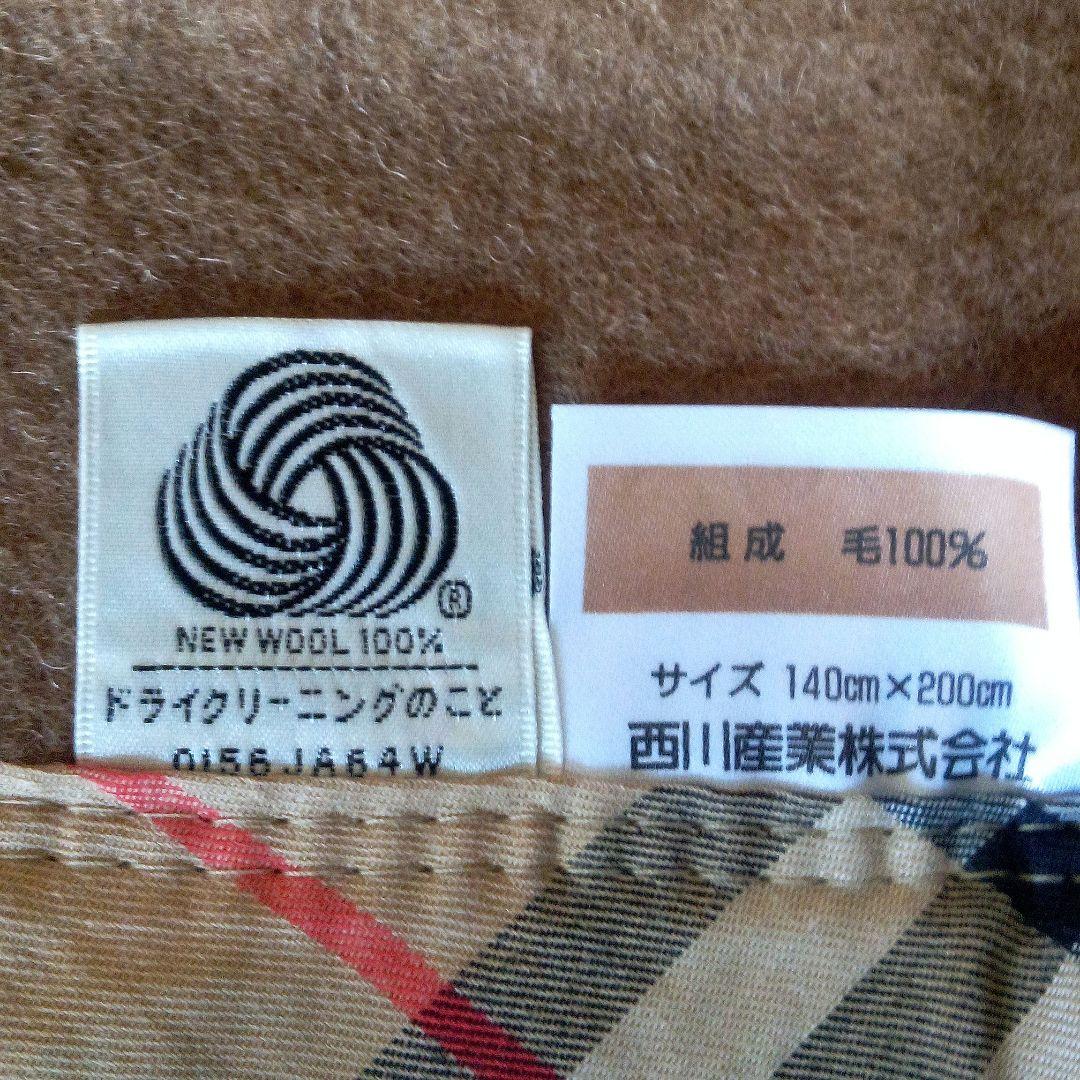 ®
NEW WOOL 100%
ドライクリーニングのこと
0156 JA64W
組成 毛100%
サイズ 140cm×200cm
西川産業株式会社